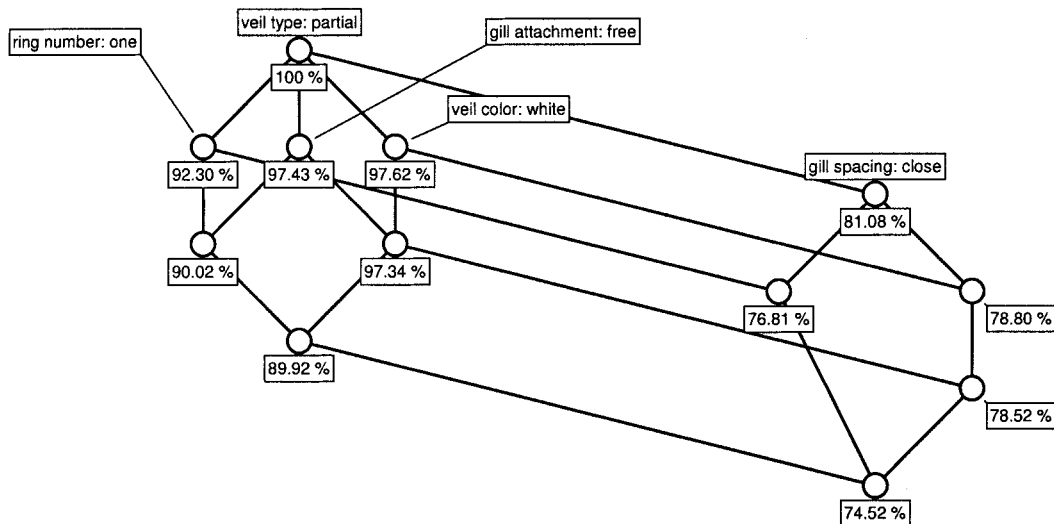 veil type: partial
ring number: one
gill attachment: free
100 %
veil color: white
92.30 %
97.43 %
97.62 %
gill spacing: close
81.08 %
90.02 %
97.34 %
76.81 %
78.80 %
89.92 %
78.52 %
74.52 %